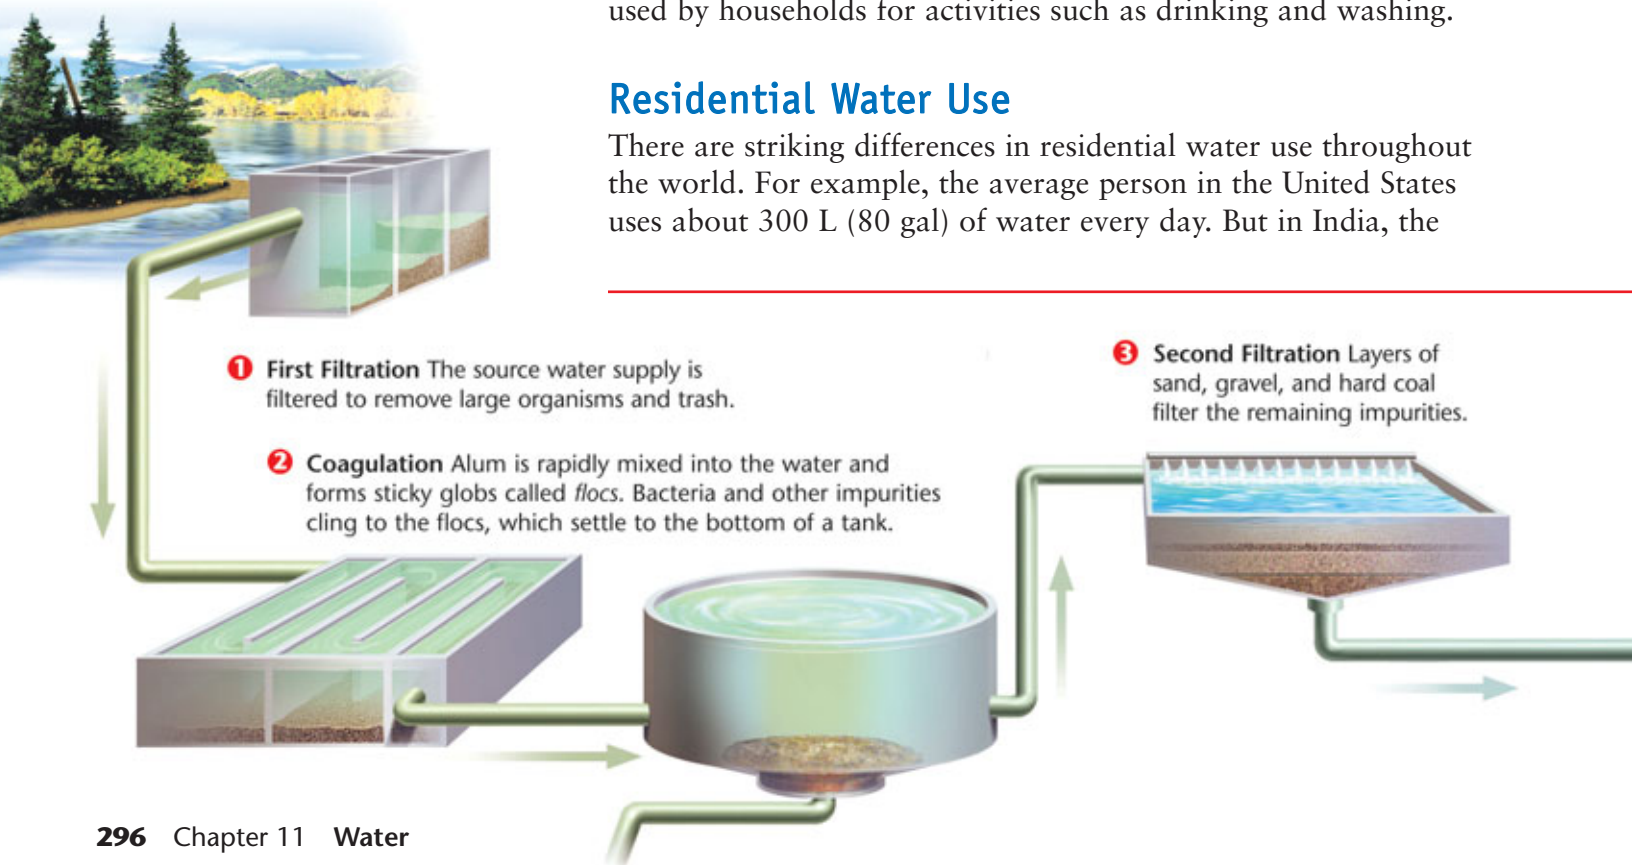 used by households for activities such as drinking and washing.
Residential Water Use
There are striking differences in residential water use throughout
the world. For example, the average person in the United States
uses about 300 L (80 gal) of water every day. But in India, the
1 First Filtration The source water supply is
filtered to remove large organisms and trash.
2 Coagulation Alum is rapidly mixed into the water and
forms sticky globs called flocs. Bacteria and other impurities
cling to the flocs, which settle to the bottom of a tank.
3 Second Filtration Layers of
sand, gravel, and hard coal
filter the remaining impurities.
296 Chapter 11 Water